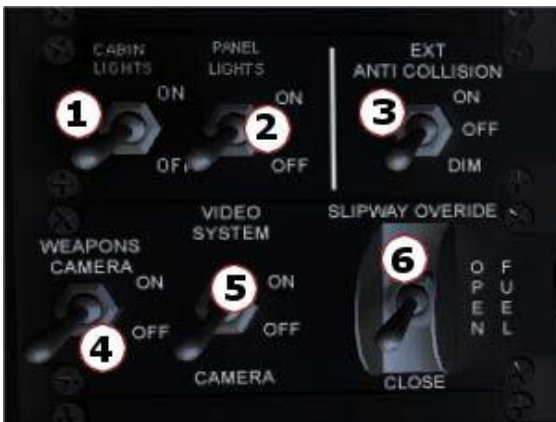 CABIN
LIGHTS
ON
OFF
1
PANEL
LIGHTS
ON
OFF
2
EXT
ANTI COLLISION
ON
OFF
DIM
3
WEAPONS
CAMERA
ON
OFF
4
VIDEO
SYSTEM
ON
OFF
CAMERA
5
SLIPWAY OVERIDE
OPEN
FUEL
CLOSE
6